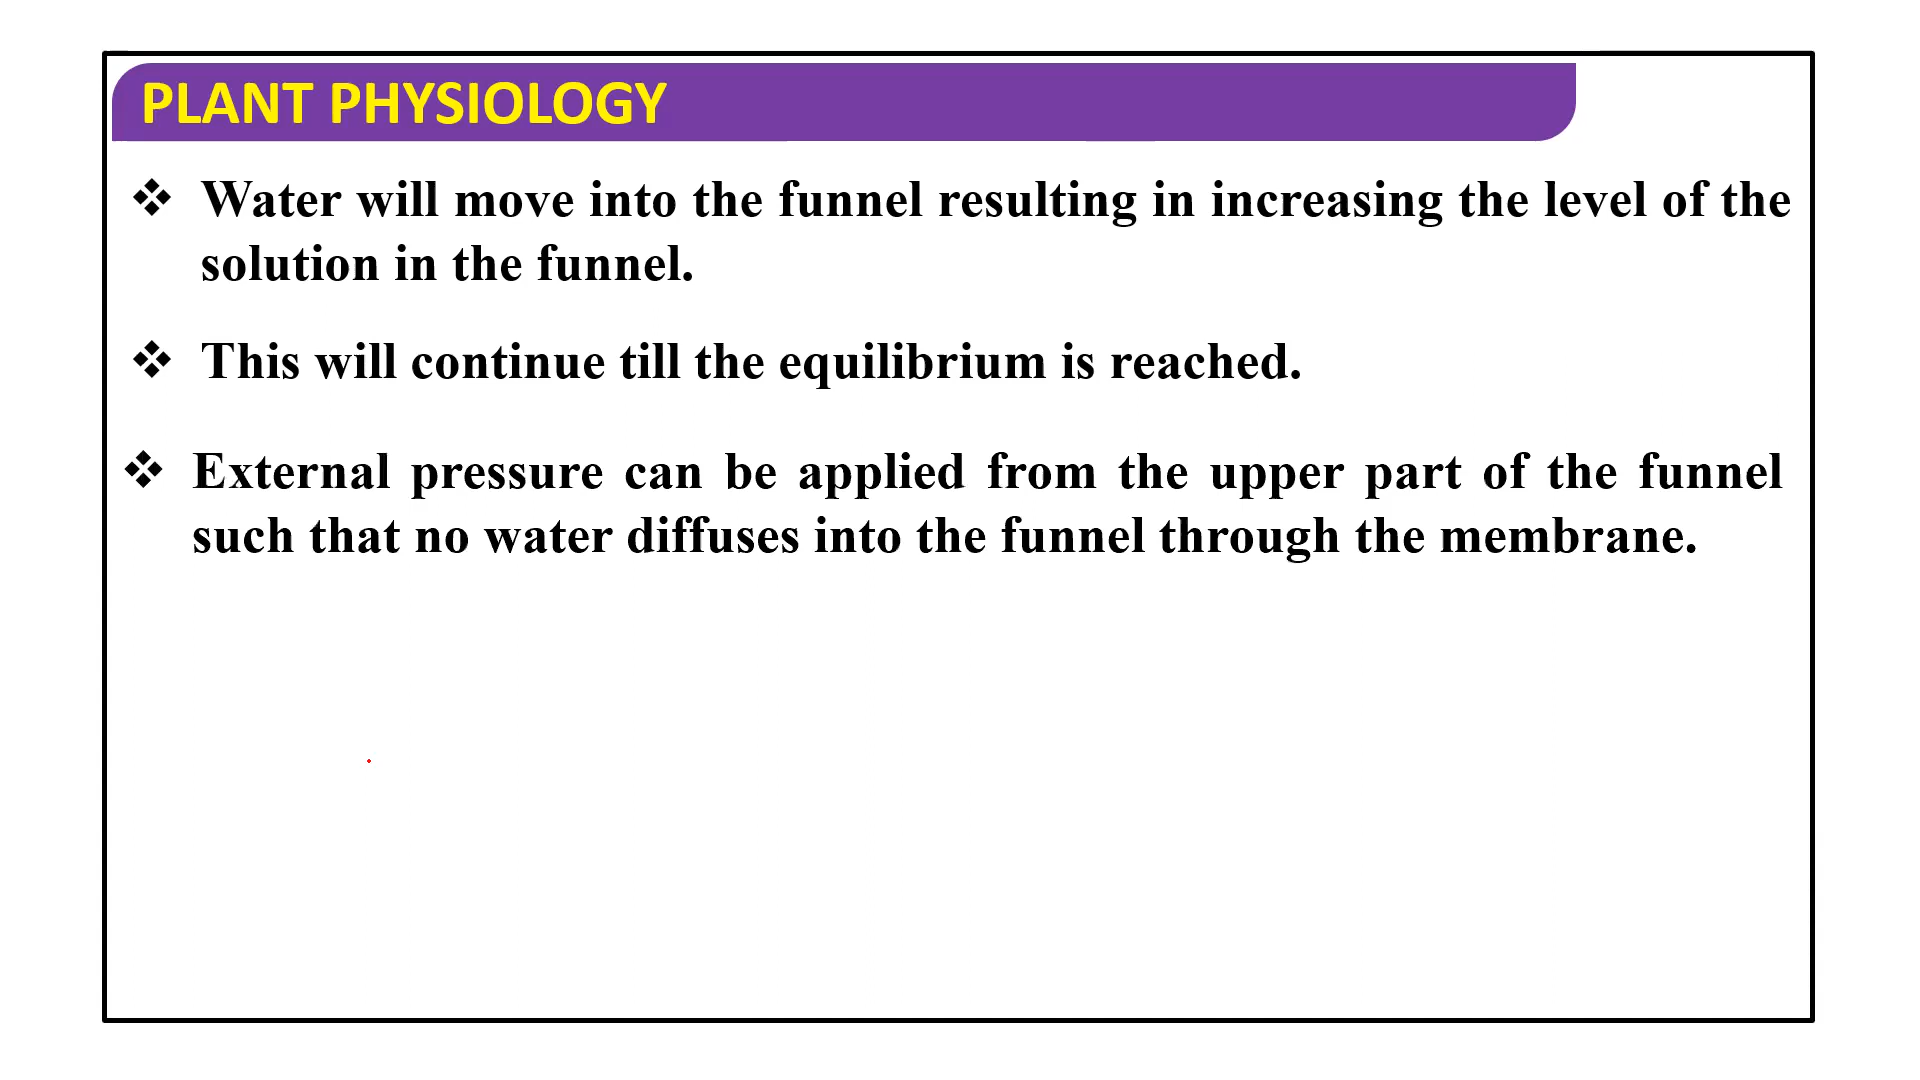 PLANT PHYSIOLOGY
❖ Water will move into the funnel resulting in increasing the level of the
solution in the funnel.
❖ This will continue till the equilibrium is reached.
❖ External pressure can be applied from the upper part of the funnel
such that no water diffuses into the funnel through the membrane.